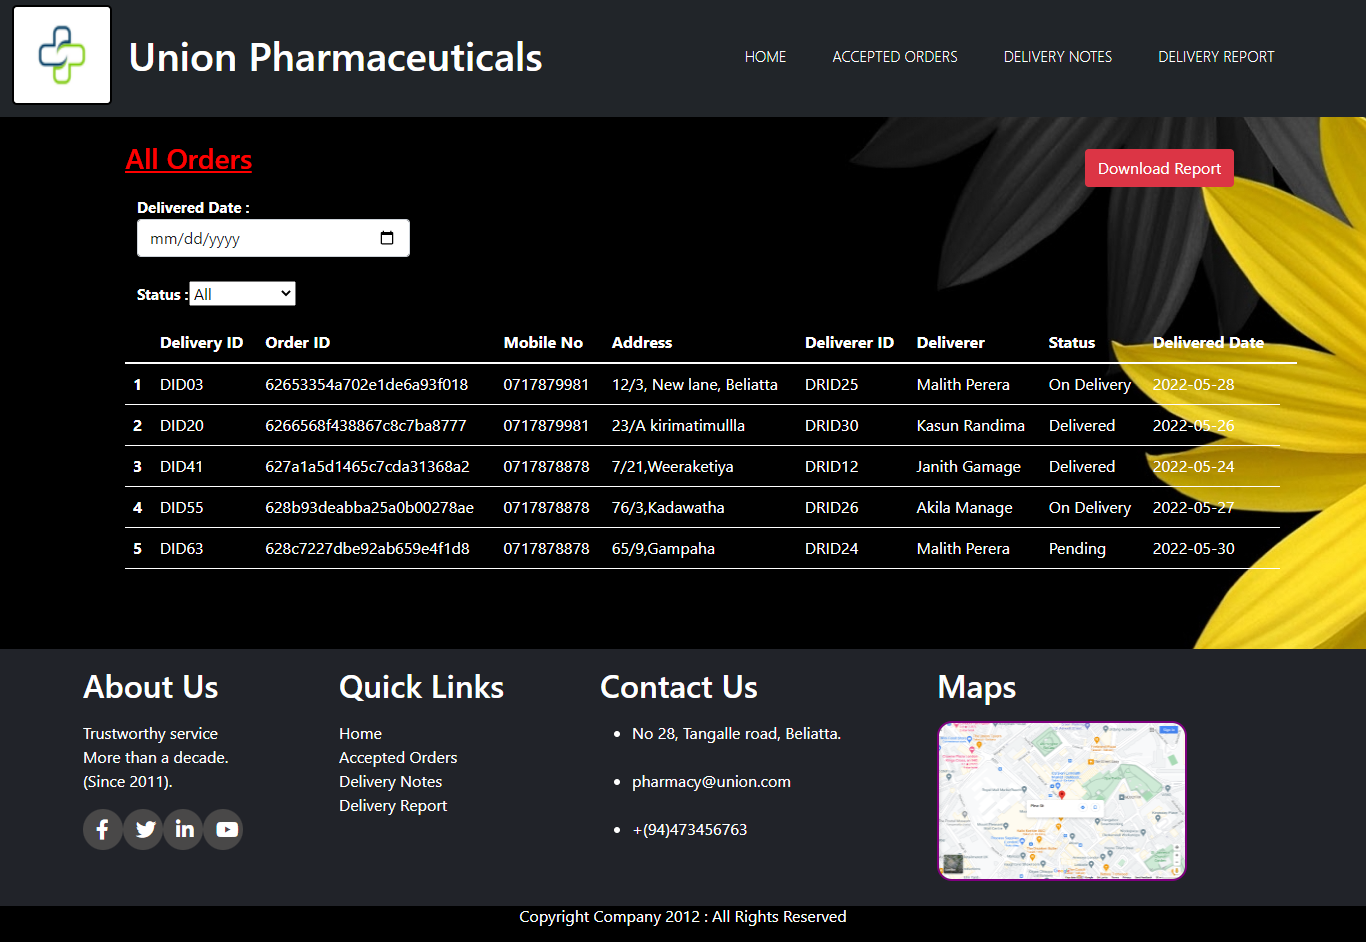 Union Pharmaceuticals
HOME ACCEPTED ORDERS DELIVERY NOTES DELIVERY REPORT
All Orders
Download Report
Delivered Date :
mm/dd/yyyy
Status : All
Delivery ID Order ID Mobile No Address Deliverer ID Deliverer Status Delivered Date
1 DID03 62653354a702e1de6a93f018 0717879981 12/3, New lane, Beliatta DRID25 Malith Perera On Delivery 2022-05-28
2 DID20 6266568f438867c8c7ba8777 0717879981 23/A kirimatimullla DRID30 Kasun Randima Delivered 2022-05-26
3 DID41 627a1a5d1465c7cda31368a2 0717878878 7/21,Weeraketiya DRID12 Janith Gamage Delivered 2022-05-24
4 DID55 628b93deabba25a0b00278ae 0717878878 76/3,Kadawatha DRID26 Akila Manage On Delivery 2022-05-27
5 DID63 628c7227dbe92ab659e4f1d8 0717878878 65/9,Gampaha DRID24 Malith Perera Pending 2022-05-30
About Us
Trustworthy service
More than a decade.
(Since 2011).
Quick Links
Home
Accepted Orders
Delivery Notes
Delivery Report
Contact Us
No 28, Tangalle road, Beliatta.
pharmacy@union.com
+(94)473456763
Maps
Copyright Company 2012 : All Rights Reserved